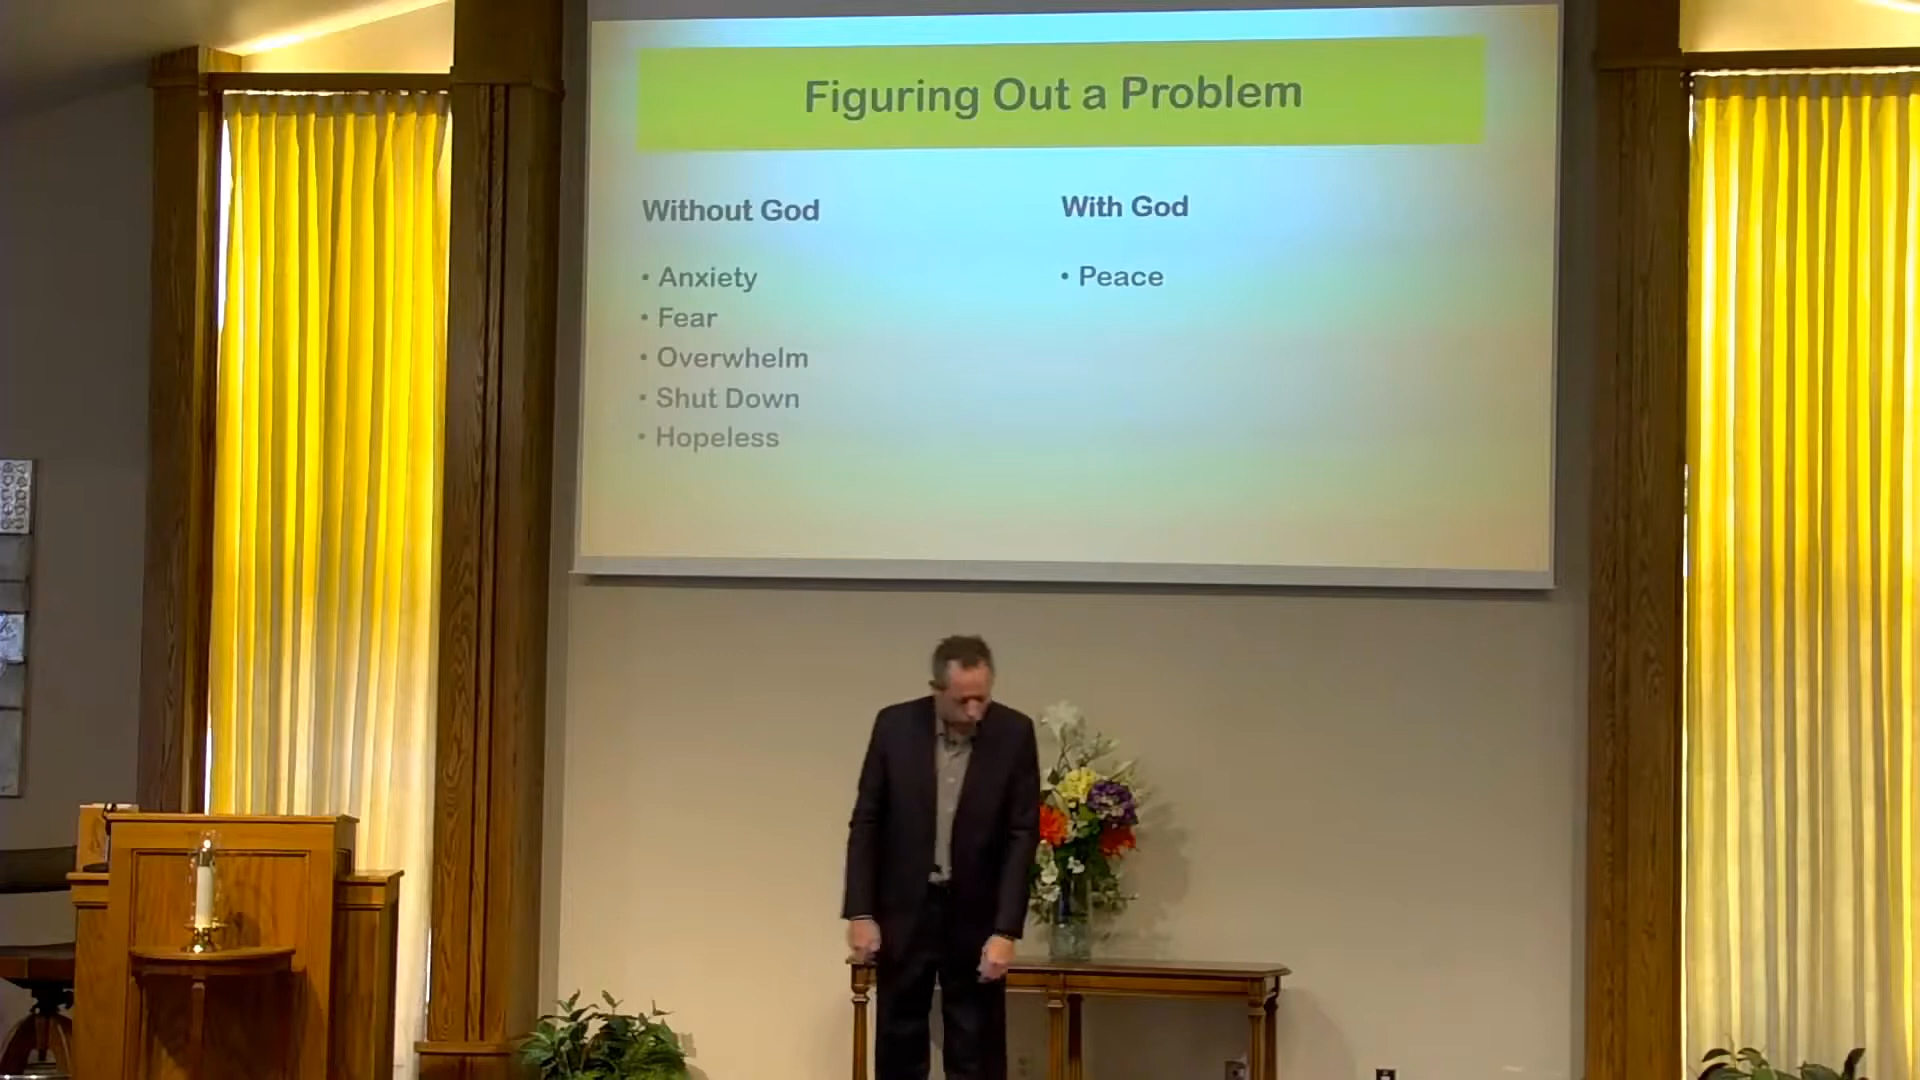 Figuring Out a Problem
Without God
• Anxiety
• Fear
• Overwhelm
• Shut Down
• Hopeless
With God
• Peace